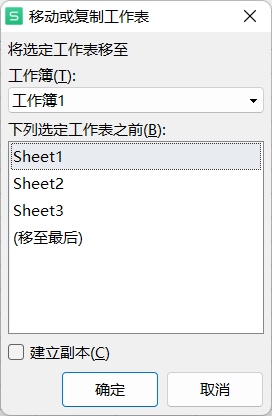 S 移动或复制工作表
将选定工作表移至
工作簿(T):
工作簿1
下列选定工作表之前(B):
Sheet1
Sheet2
Sheet3
(移至最后)
建立副本(C)
确定 取消